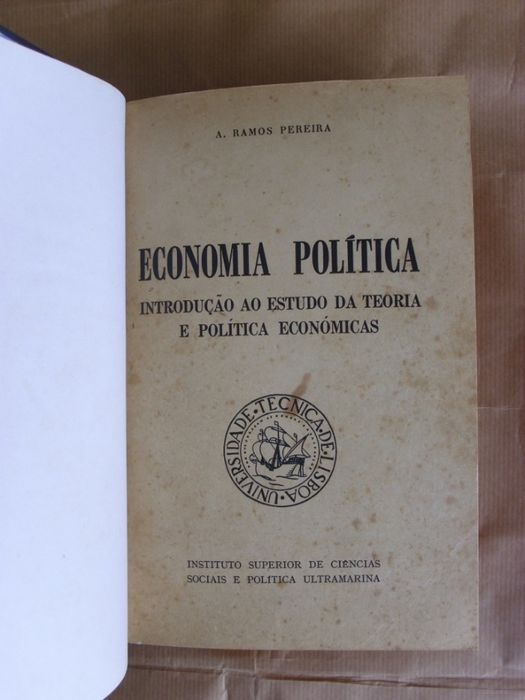 A. RAMOS PEREIRA
ECONOMIA POLÍTICA
INTRODUÇÃO AO ESTUDO DA TEORIA
E POLÍTICA ECONÓMICAS
UNIVERSIDADE·TECNICA·DE·LISBOA·
INSTITUTO SUPERIOR DE CIÊNCIAS
SOCIAIS E POLÍTICA ULTRAMARINA